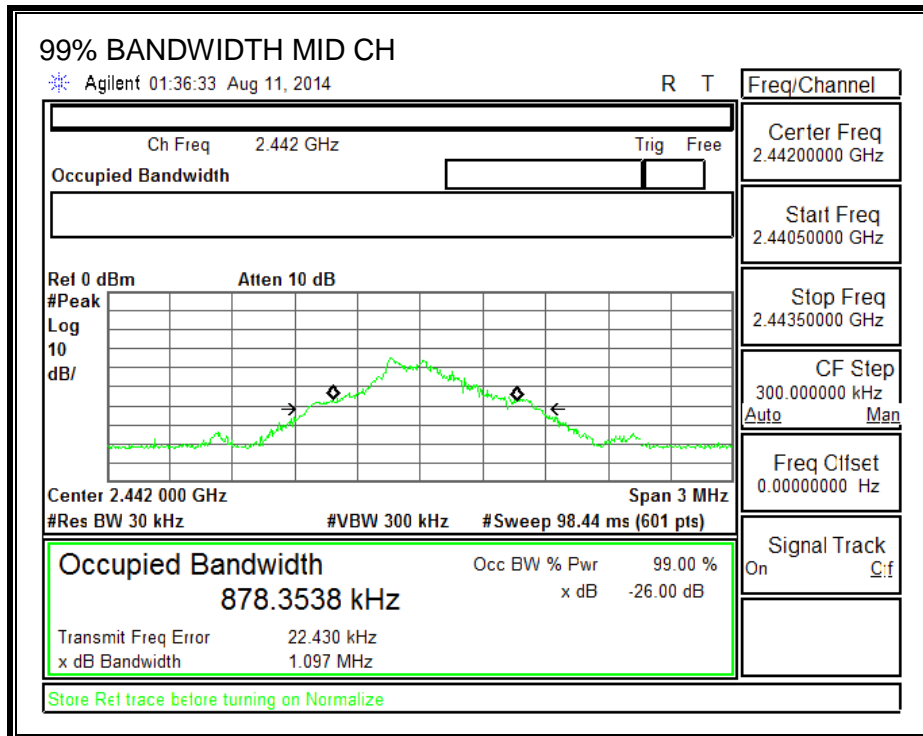 99% BANDWIDTH MID CH
Agilent 01:36:33 Aug 11, 2014 R T
Ch Freq 2.442 GHz Trig Free
Occupied Bandwidth
Ref 0 dBm Atten 10 dB
#Peak
Log
10
dB/
Center 2.442 000 GHz Span 3 MHz
#Res BW 30 kHz #VBW 300 kHz #Sweep 98.44 ms (601 pts)
Occupied Bandwidth Occ BW % Pwr 99.00 %
878.3538 kHz x dB -26.00 dB
Transmit Freq Error 22.430 kHz
x dB Bandwidth 1.097 MHz
Store Ref trace before turning on Normalize
Freq/Channel
Center Freq
2.44200000 GHz
Start Freq
2.44050000 GHz
Stop Freq
2.44350000 GHz
CF Step
300.000000 kHz
Auto Man
Freq Offset
0.00000000 Hz
Signal Track
On Off